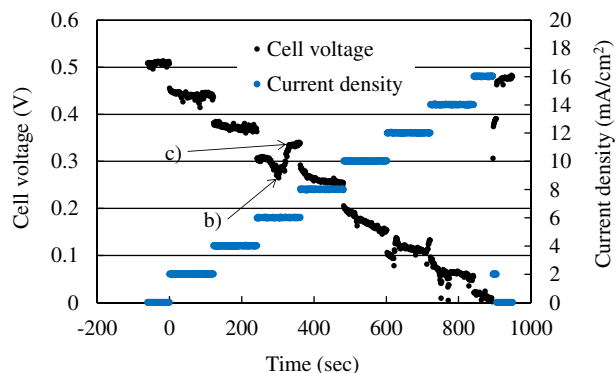 Cell voltage (V)
0.6
0.5
0.4
0.3
0.2
0.1
0
Cell voltage
Current density
c)
b)
20
18
16
14
12
10
8
6
4
2
0
Current density (mA/cm²)
-200 0 200 400 600 800 1000
Time (sec)